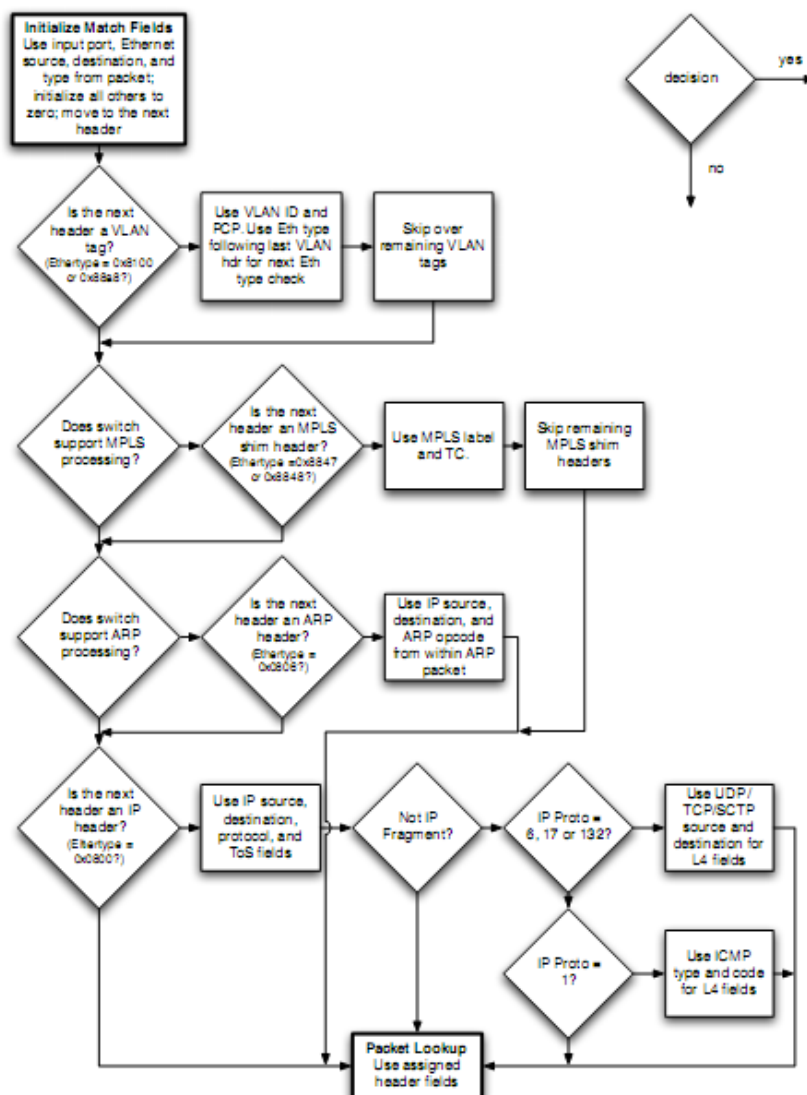 Initialize Match Fields
Use input port, Ethernet
source, destination, and
type from packet;
initialize all others to
zero; move to the next
header
decision
yes
no
Is the next
header a VLAN
tag?
(Ethertype = 0x8100
or 0x88a8?)
Use VLAN ID and
PCP. Use Eth type
following last VLAN
hdr for next Eth
type check
Skip over
remaining VLAN
tags
Does switch
support MPLS
processing?
Is the next
header an MPLS
shim header?
(Ethertype =0x8847
or 0x8848?)
Use MPLS label
and TC.
Skip remaining
MPLS shim
headers
Does switch
support ARP
processing?
Is the next
header an ARP
header?
(Ethertype =
0x0806?)
Use IP source,
destination, and
ARP opcode
from within ARP
packet
Is the next
header an IP
header?
(Ethertype =
0x0800?)
Use IP source,
destination,
protocol, and
ToS fields
Not IP
Fragment?
IP Proto =
6, 17 or 132?
Use UDP/
TCP/SCTP
source and
destination for
L4 fields
IP Proto =
1?
Use ICMP
type and code
for L4 fields
Packet Lookup
Use assigned
header fields